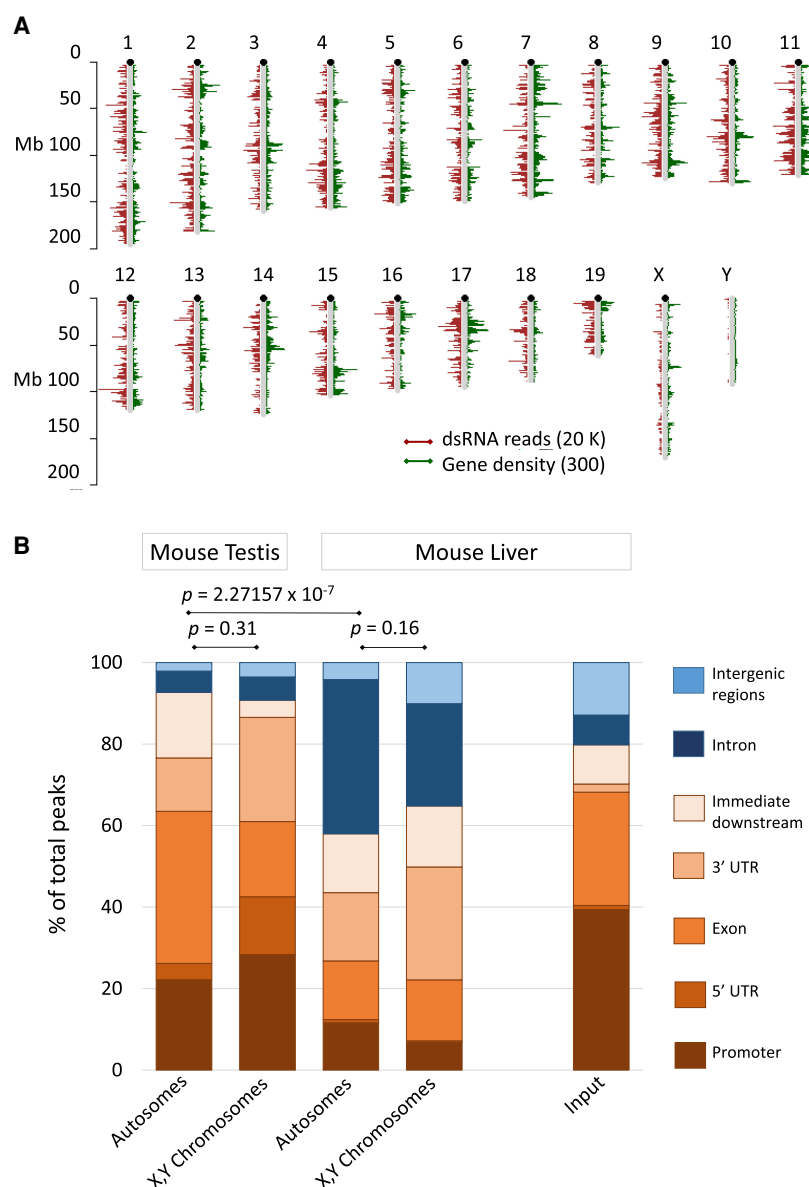 A
1 2 3 4 5 6 7 8 9 10 11
0
50
Mb 100
150
200
12 13 14 15 16 17 18 19 X Y
0
50
Mb 100
150
200
dsRNA reads (20 K)
Gene density (300)
B
Mouse Testis
Mouse Liver
p = 2.27157 x 10-7
p = 0.31
p = 0.16
% of total peaks
100
80
60
40
20
0
Autosomes
X,Y Chromosomes
Autosomes
X,Y Chromosomes
Input
Intergenic
regions
Intron
Immediate
downstream
3’ UTR
Exon
5’ UTR
Promoter